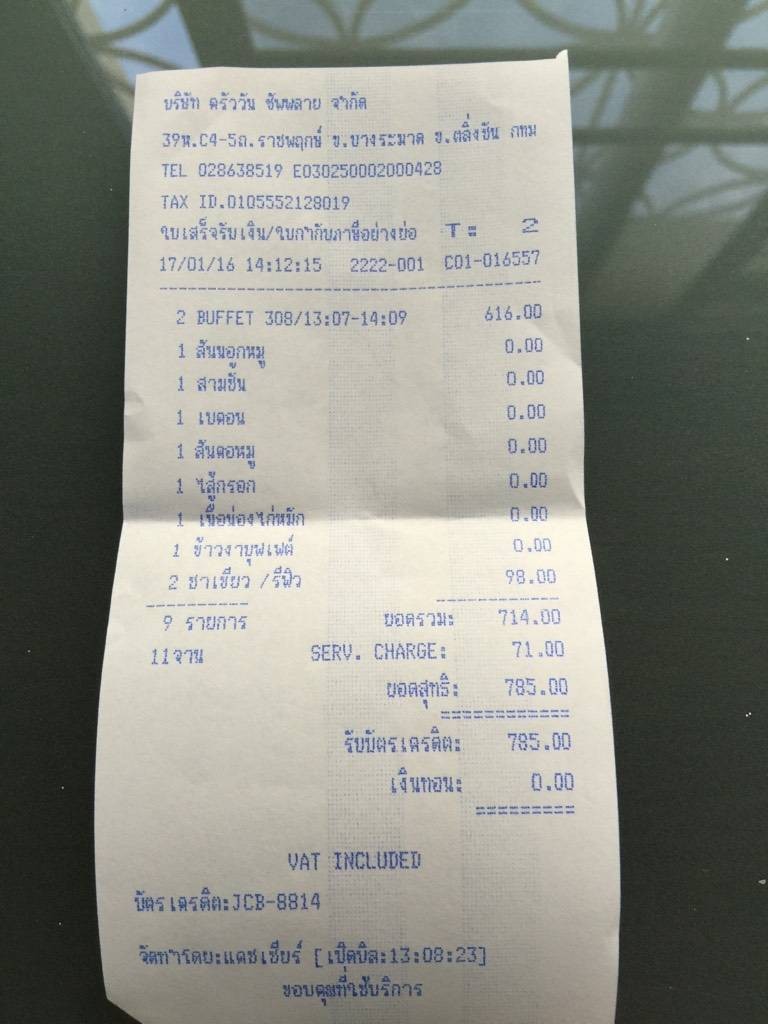 บริษัท ครัววัน ซัพพลาย จำกัด
39ห.C4-5ถ.ราชพฤกษ์ ข.บางระมาด ข.ตลิ่งชัน กทม
TEL 028638519 E030250002000428
TAX ID.0105552128019
ใบเสร็จรับเงิน/ใบกำกับภาษีอย่างย่อ T: 2
17/01/16 14:12:15 2222-001 C01-016557
2 BUFFET 308/13:07-14:09 616.00
1 สันนอกหมู 0.00
1 สามชั้น 0.00
1 เบคอน 0.00
1 สันคอหมู 0.00
1 ไส้กรอก 0.00
1 เนื้อน่องไก่หมัก 0.00
1 ข้าวงาบุฟเฟต์ 0.00
2 ชาเขียว /รีฟิว 98.00
9 รายการ ยอดรวม: 714.00
11จาน SERV. CHARGE: 71.00
ยอดสุทธิ: 785.00
รับบัตรเครดิต: 785.00
เงินทอน: 0.00
VAT INCLUDED
บัตรเครดิต:JCB-8814
จัดทำโดย:แคชเชียร์ [เปิดบิล:13:08:23]
ขอบคุณที่ใช้บริการ